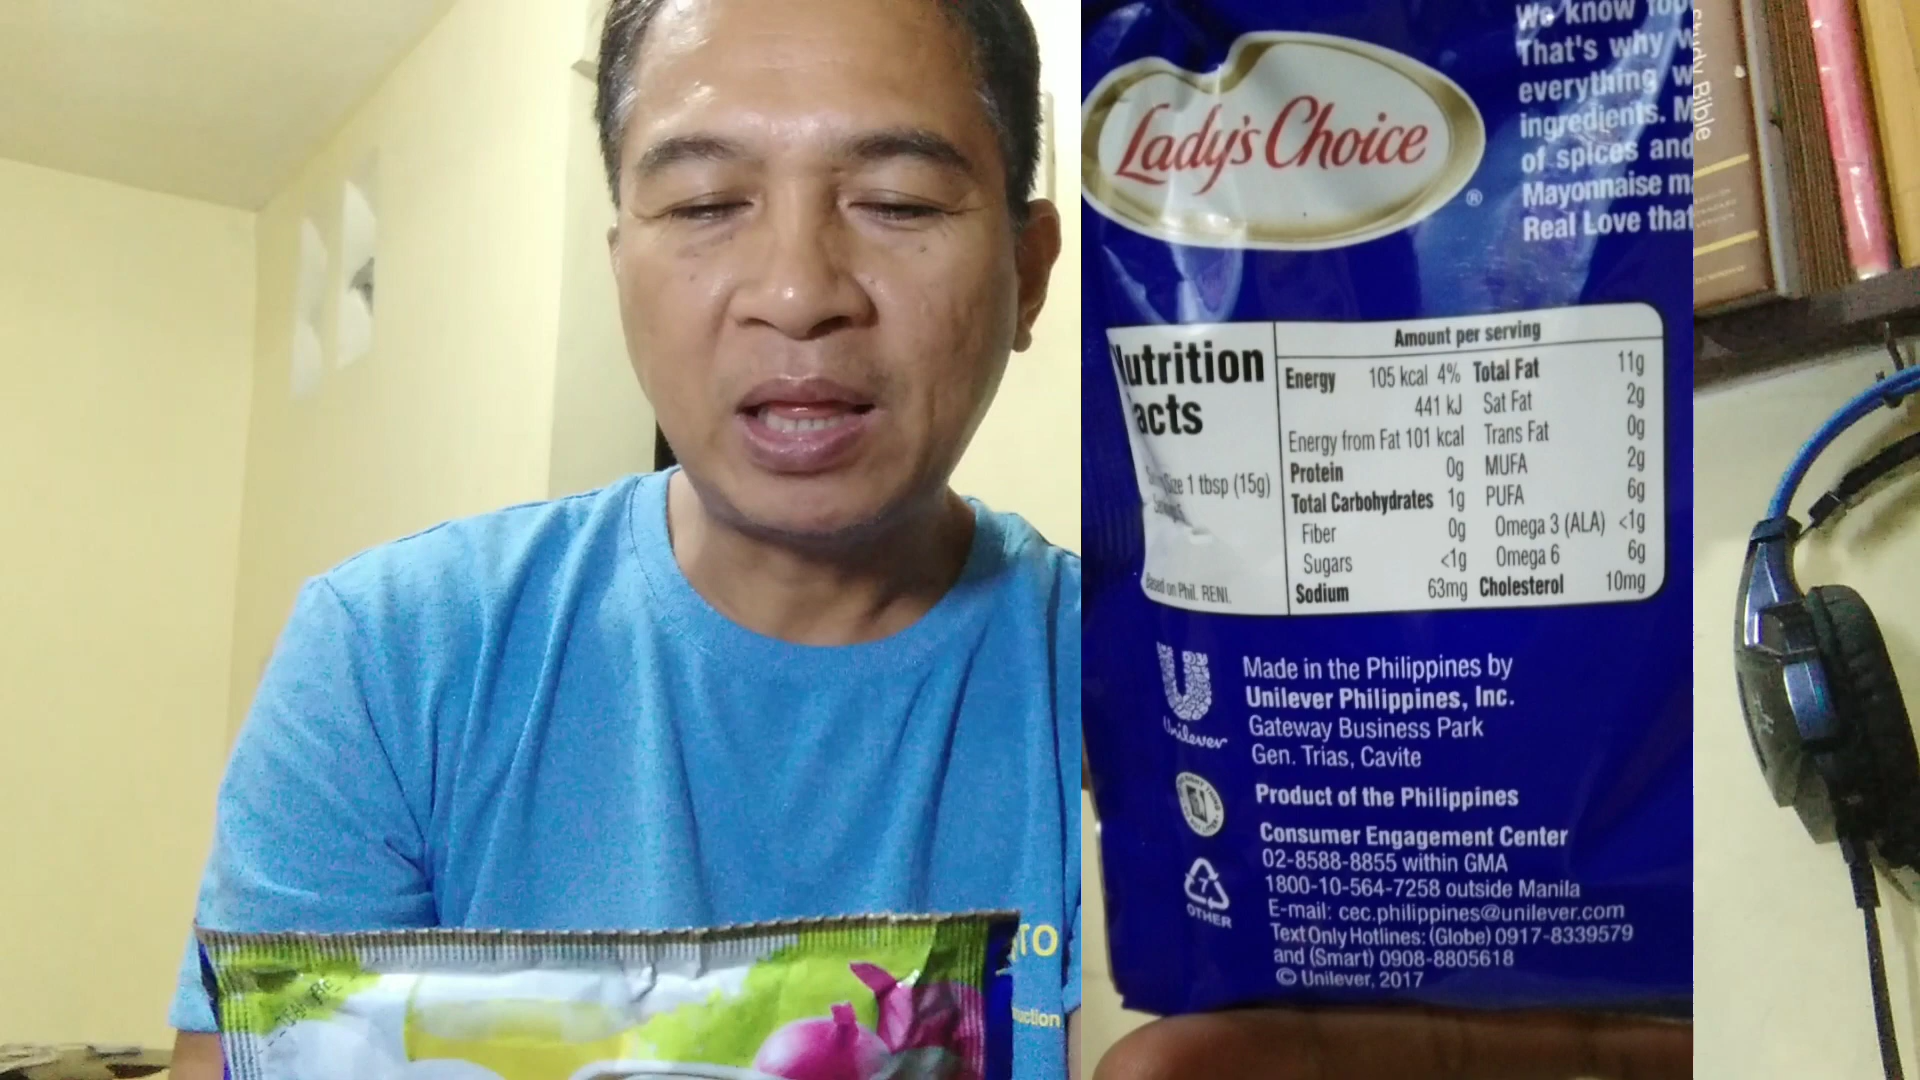 TO
Lady's Choice
®
We know
That's why
everything
ingredients.
of spices and
Mayonnaise
Real Love that
Nutrition
Facts
Size 1 tbsp (15g)
Based on Phil. RENI.
Amount per serving
Energy 105 kcal 4% Total Fat 11g
441 kJ Sat Fat 2g
Energy from Fat 101 kcal Trans Fat 0g
Protein 0g MUFA 2g
Total Carbohydrates 1g PUFA 6g
Fiber 0g Omega 3 (ALA) <1g
Sugars <1g Omega 6 6g
Sodium 63mg Cholesterol 10mg
Unilever
Made in the Philippines by
Unilever Philippines, Inc.
Gateway Business Park
Gen. Trias, Cavite
Product of the Philippines
Consumer Engagement Center
02-8588-8855 within GMA
1800-10-564-7258 outside Manila
E-mail: cec.philippines@unilever.com
Text Only Hotlines: (Globe) 0917-8339579
and (Smart) 0908-8805618
© Unilever, 2017
7
OTHER
Study Bible